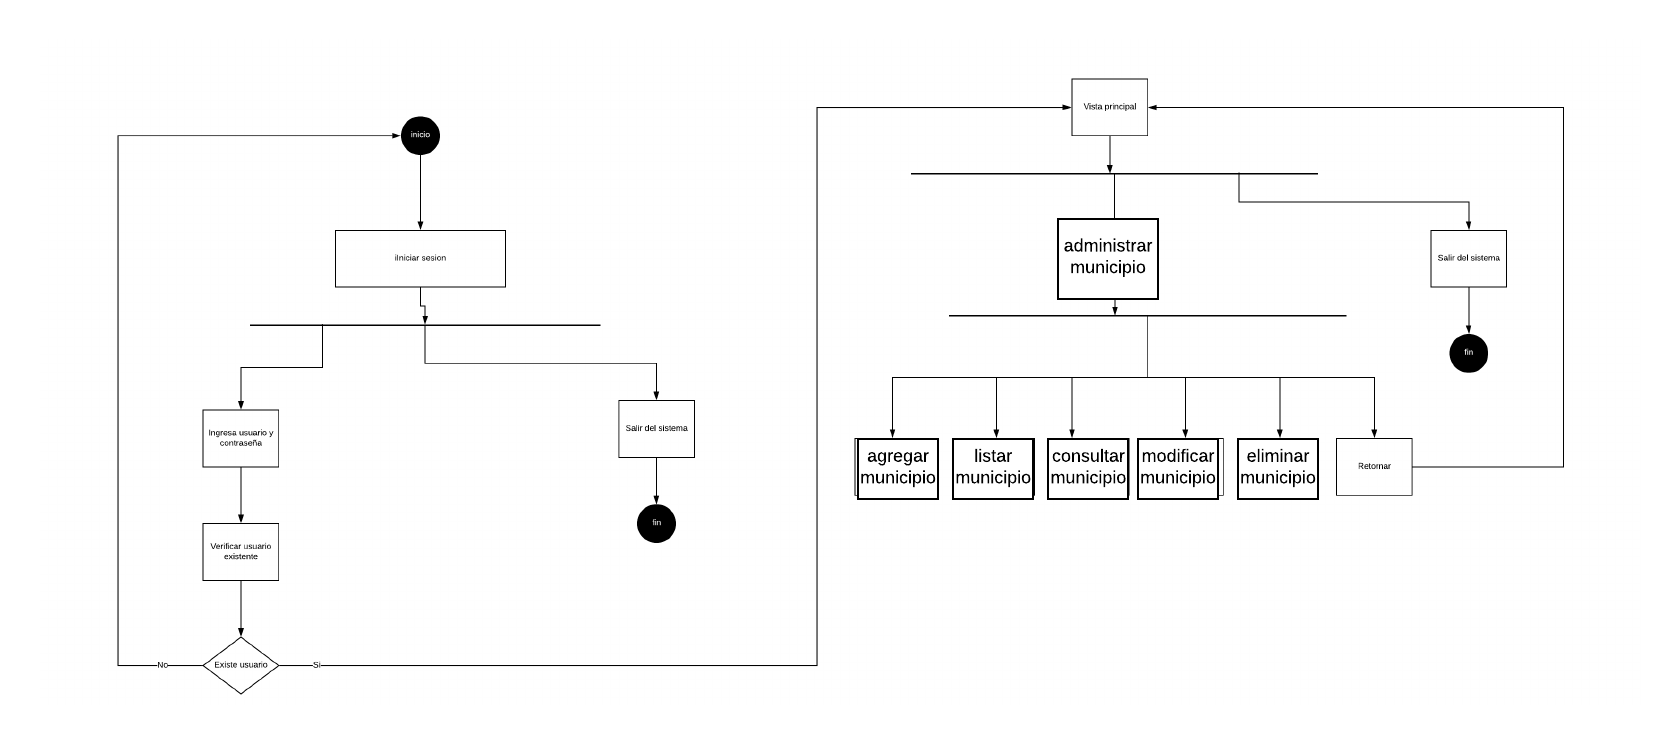 inicio
iIniciar sesion
Ingresa usuario y
contraseña
Salir del sistema
Verificar usuario
existente
fin
No
Existe usuario
Si
Vista principal
administrar
municipio
Salir del sistema
fin
agregar
municipio
listar
municipio
consultar
municipio
modificar
municipio
eliminar
municipio
Retornar